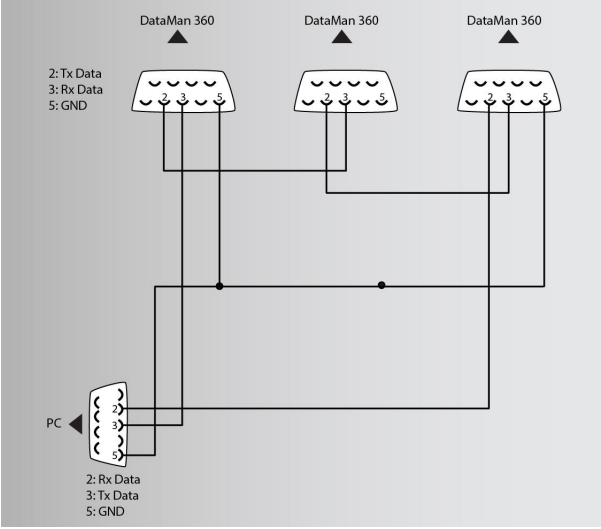 DataMan 360 DataMan 360 DataMan 360
2: Tx Data
3: Rx Data
5: GND
2 3 5 2 3 5 2 3 5
2
PC 3
5
2: Rx Data
3: Tx Data
5: GND